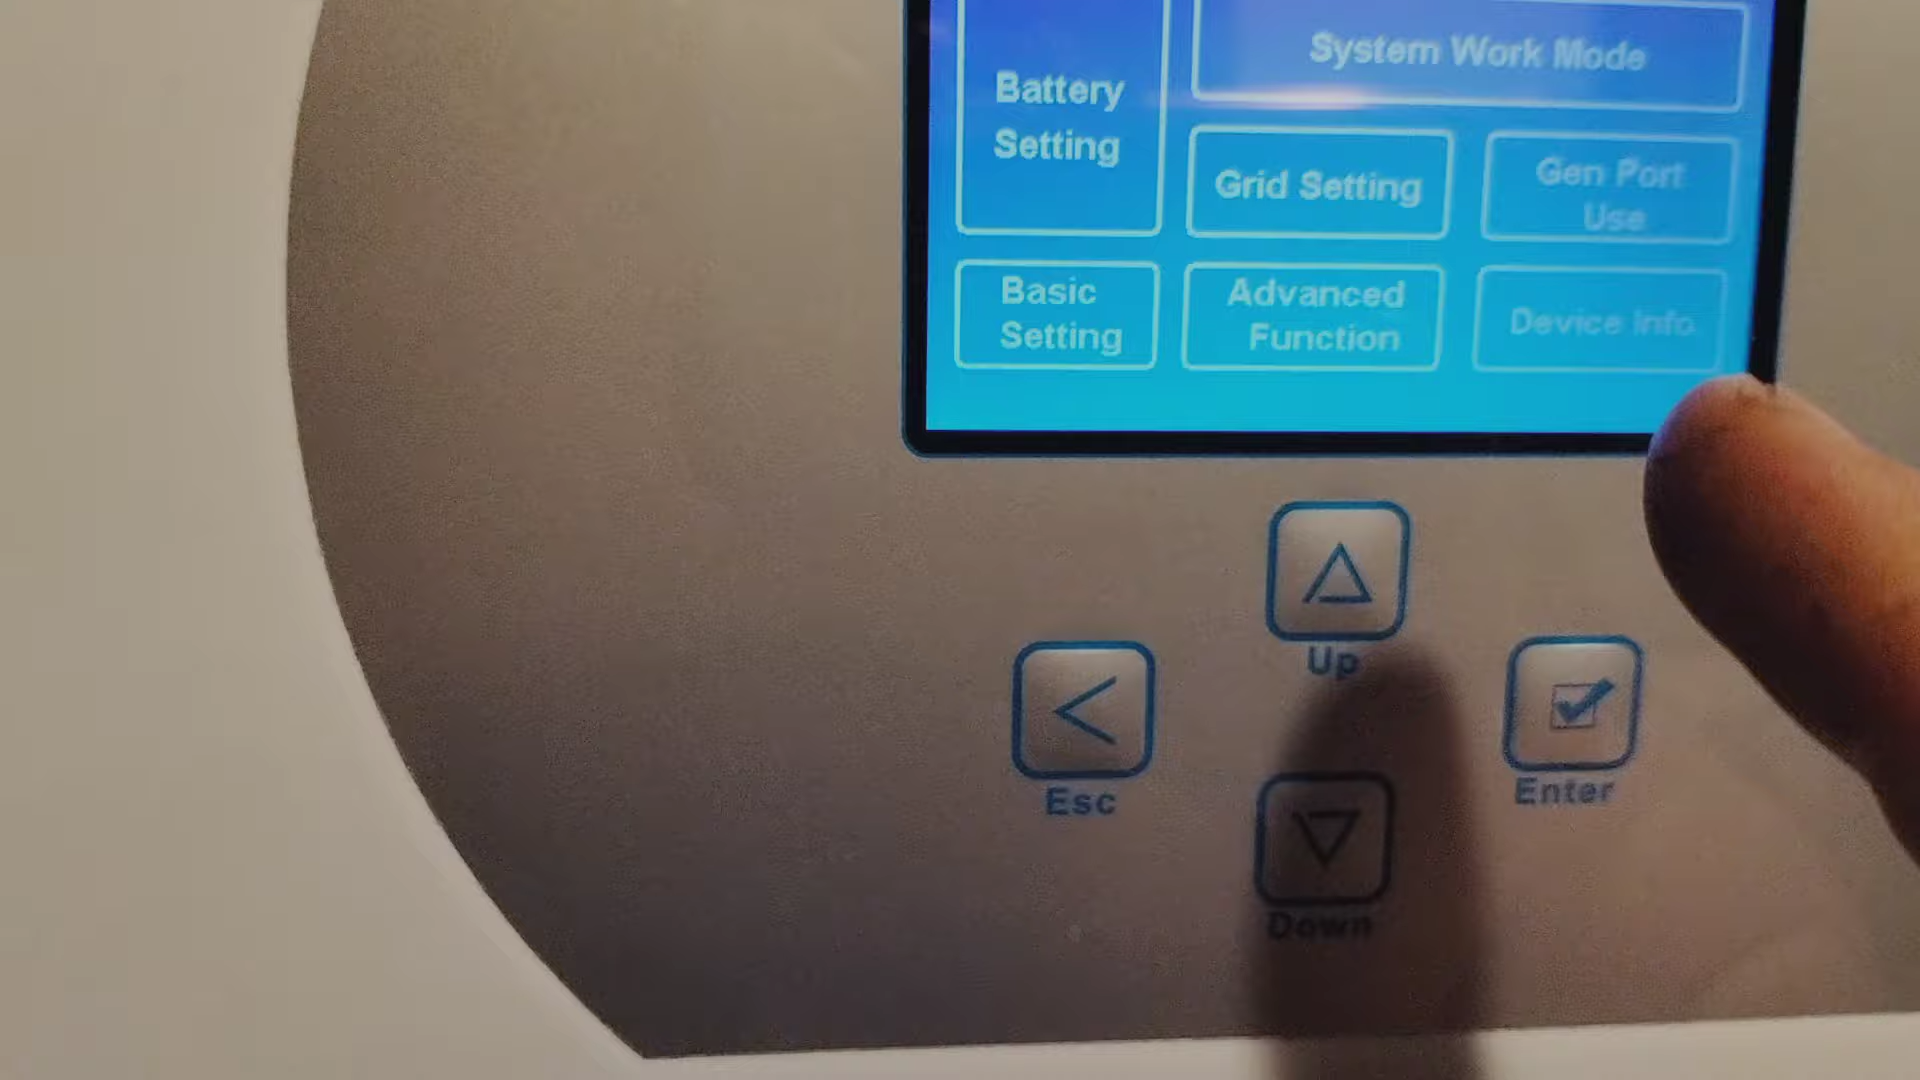 System Work Mode
Battery
Setting
Grid Setting
Gen Port
Use
Basic
Setting
Advanced
Function
Device Info.
Up
Esc
Enter
Down